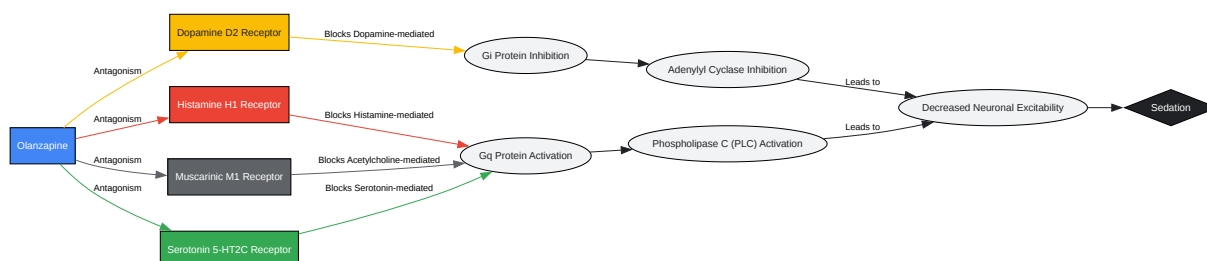 Olanzapine
Antagonism
Antagonism
Antagonism
Antagonism
Dopamine D2 Receptor
Histamine H1 Receptor
Muscarinic M1 Receptor
Serotonin 5-HT2C Receptor
Blocks Dopamine-mediated
Blocks Histamine-mediated
Blocks Acetylcholine-mediated
Blocks Serotonin-mediated
Gi Protein Inhibition
Gq Protein Activation
Adenylyl Cyclase Inhibition
Phospholipase C (PLC) Activation
Leads to
Leads to
Decreased Neuronal Excitability
Sedation